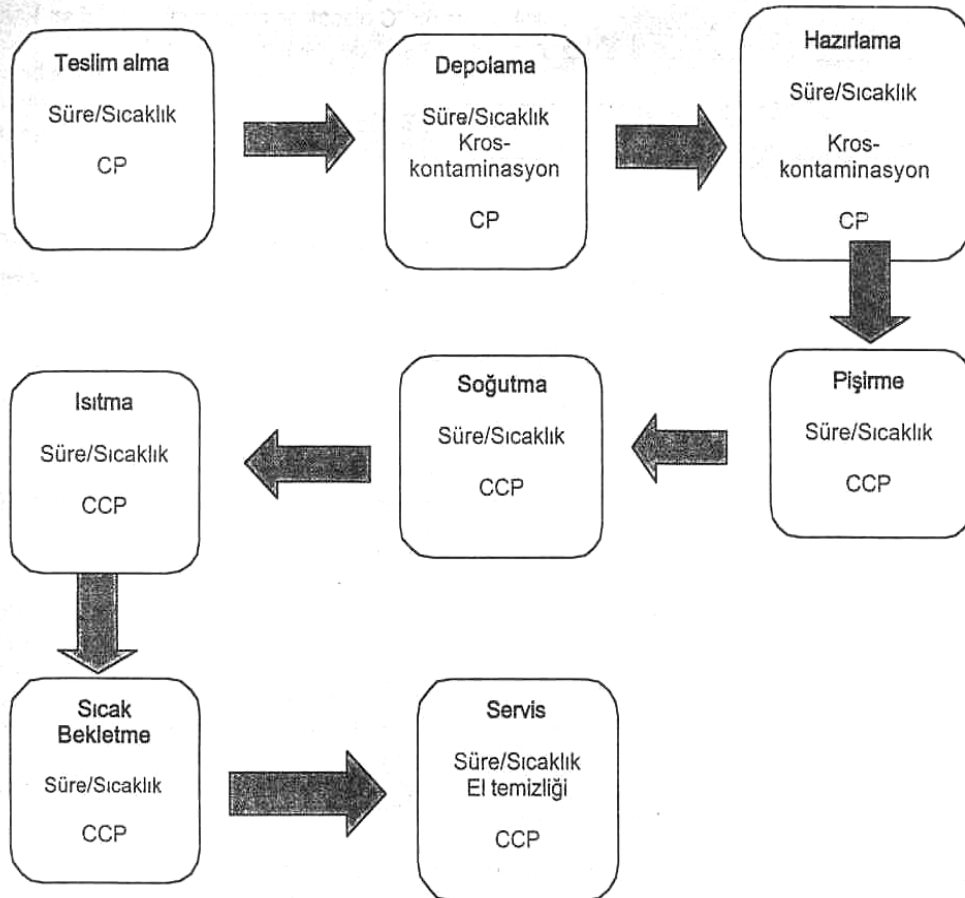 Teslim alma
Süre/Sıcaklık
CP
Depolama
Süre/Sıcaklık
Kros-
kontaminasyon
CP
Hazırlama
Süre/Sıcaklık
Kros-
kontaminasyon
CP
Pişirme
Süre/Sıcaklık
CCP
Soğutma
Süre/Sıcaklık
CCP
Isıtma
Süre/Sıcaklık
CCP
Sıcak
Bekletme
Süre/Sıcaklık
CCP
Servis
Süre/Sıcaklık
El temizliği
CCP